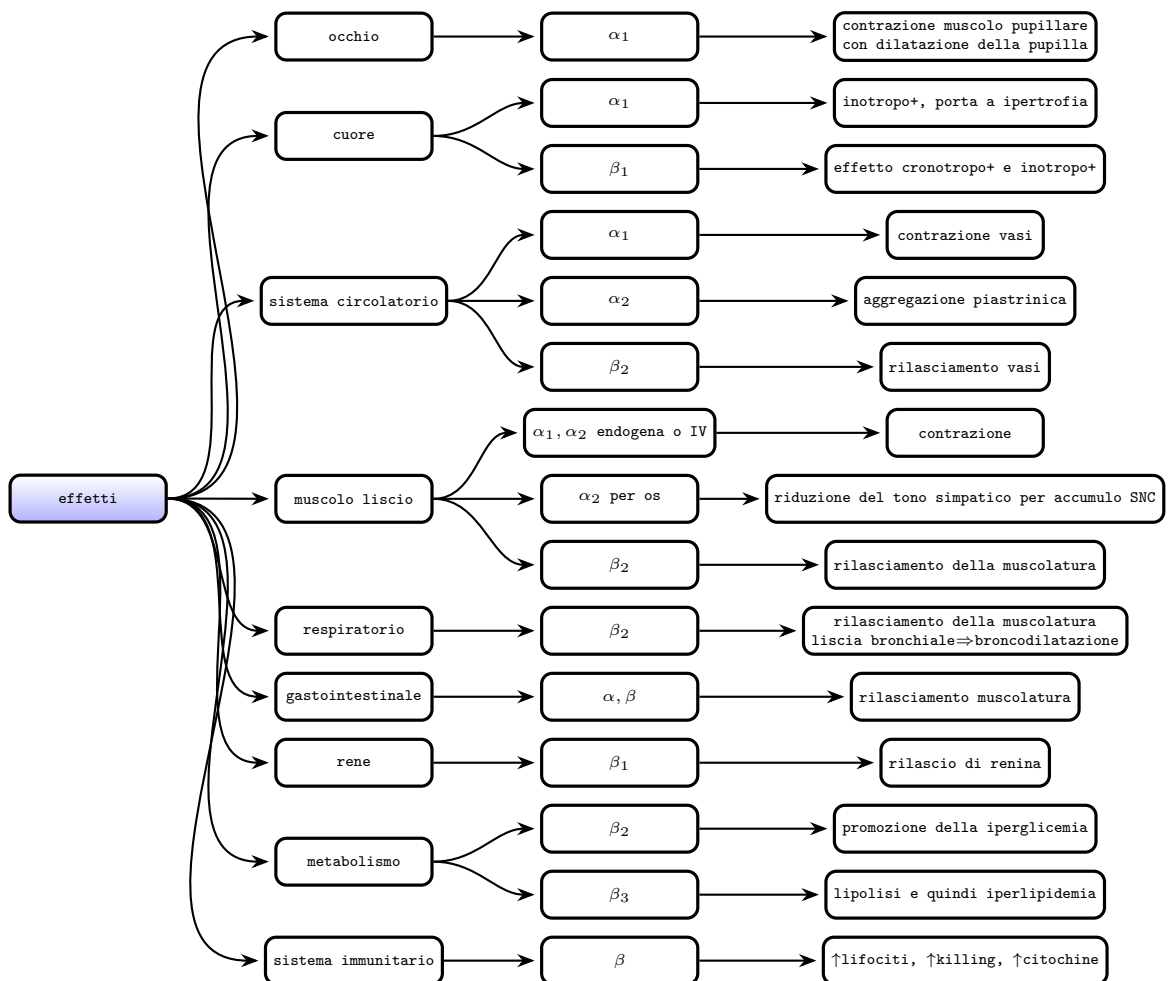 occhio
α1
contrazione muscolo pupillare
con dilatazione della pupilla
cuore
α1
inotropo+, porta a ipertrofia
β1
effetto cronotropo+ e inotropo+
sistema circolatorio
α1
contrazione vasi
α2
aggregazione piastrinica
β2
rilasciamento vasi
effetti
muscolo liscio
α1, α2 endogena o IV
contrazione
α2 per os
riduzione del tono simpatico per accumulo SNC
β2
rilasciamento della muscolatura
respiratorio
β2
rilasciamento della muscolatura
liscia bronchiale⇒broncodilatazione
gastointestinale
α, β
rilasciamento muscolatura
rene
β1
rilascio di renina
metabolismo
β2
promozione della iperglicemia
β3
lipolisi e quindi iperlipidemia
sistema immunitario
β
↑lifociti, ↑killing, ↑citochine